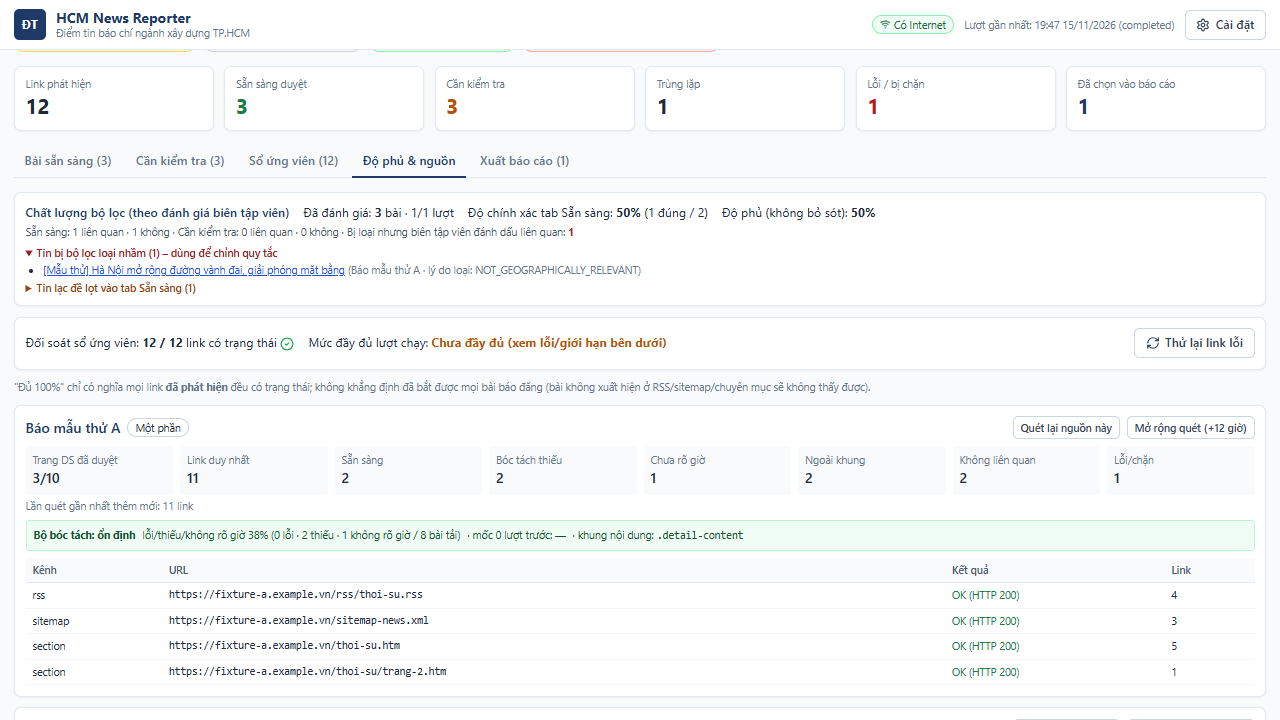 ĐT
HCM News Reporter
Điểm tin báo chí ngành xây dựng TP.HCM
Có Internet
Lượt gần nhất: 19:47 15/11/2026 (completed)
Cài đặt
Link phát hiện
12
Sẵn sàng duyệt
3
Cần kiểm tra
3
Trùng lặp
1
Lỗi / bị chặn
1
Đã chọn vào báo cáo
1
Bài sẵn sàng (3)
Cần kiểm tra (3)
Sổ ứng viên (12)
Độ phủ & nguồn
Xuất báo cáo (1)
Chất lượng bộ lọc (theo đánh giá biên tập viên) Đã đánh giá: 3 bài · 1/1 lượt Độ chính xác tab Sẵn sàng: 50% (1 đúng / 2) Độ phủ (không bỏ sót): 50%
Sẵn sàng: 1 liên quan · 1 không · Cần kiểm tra: 0 liên quan · 0 không · Bị loại nhưng biên tập viên đánh dấu liên quan: 1
▼ Tin bị bộ lọc loại nhầm (1) – dùng để chỉnh quy tắc
• [Mẫu thử] Hà Nội mở rộng đường vành đai, giải phóng mặt bằng (Báo mẫu thử A · lý do loại: NOT_GEOGRAPHICALLY_RELEVANT)
▶ Tin lạc đề lọt vào tab Sẵn sàng (1)
Đối soát sổ ứng viên: 12 / 12 link có trạng thái Mức đầy đủ lượt chạy: Chưa đầy đủ (xem lỗi/giới hạn bên dưới)
Thử lại link lỗi
"Đủ 100%" chỉ có nghĩa mọi link đã phát hiện đều có trạng thái; không khẳng định đã bắt được mọi bài báo đăng (bài không xuất hiện ở RSS/sitemap/chuyên mục sẽ không thấy được).
Báo mẫu thử A
Một phần
Quét lại nguồn này
Mở rộng quét (+12 giờ)
Trang DS đã duyệt
3/10
Link duy nhất
11
Sẵn sàng
2
Bóc tách thiếu
2
Chưa rõ giờ
1
Ngoài khung
2
Không liên quan
2
Lỗi/chặn
1
Lần quét gần nhất thêm mới: 11 link
Bộ bóc tách: ổn định lỗi/thiếu/không rõ giờ 38% (0 lỗi · 2 thiếu · 1 không rõ giờ / 8 bài tải) · mốc 0 lượt trước: — · khung nội dung: .detail-content
Kênh URL Kết quả Link
rss https://fixture-a.example.vn/rss/thoi-su.rss OK (HTTP 200) 4
sitemap https://fixture-a.example.vn/sitemap-news.xml OK (HTTP 200) 3
section https://fixture-a.example.vn/thoi-su.htm OK (HTTP 200) 5
section https://fixture-a.example.vn/thoi-su/trang-2.htm OK (HTTP 200) 1